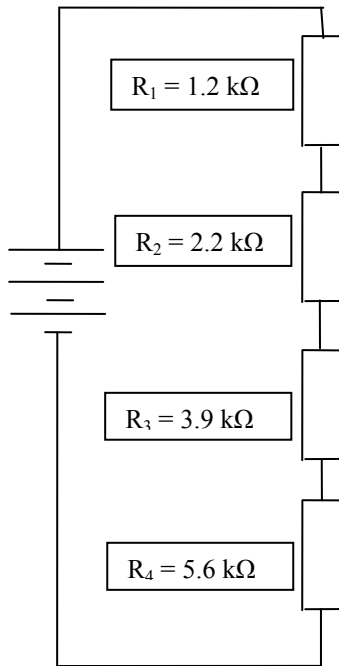 R₁ = 1.2 kΩ
R₂ = 2.2 kΩ
R₃ = 3.9 kΩ
R₄ = 5.6 kΩ